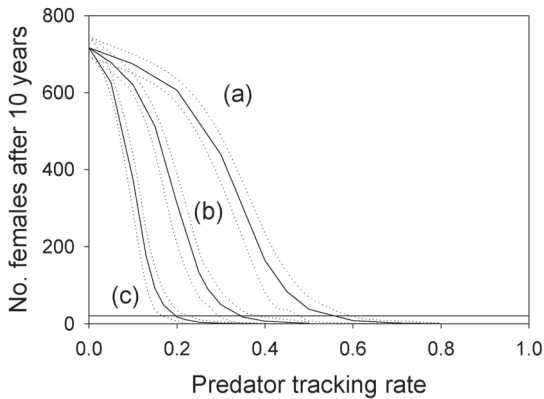 800
600
400
200
0
No. females after 10 years
(a)
(b)
(c)
0.0 0.2 0.4 0.6 0.8 1.0
Predator tracking rate